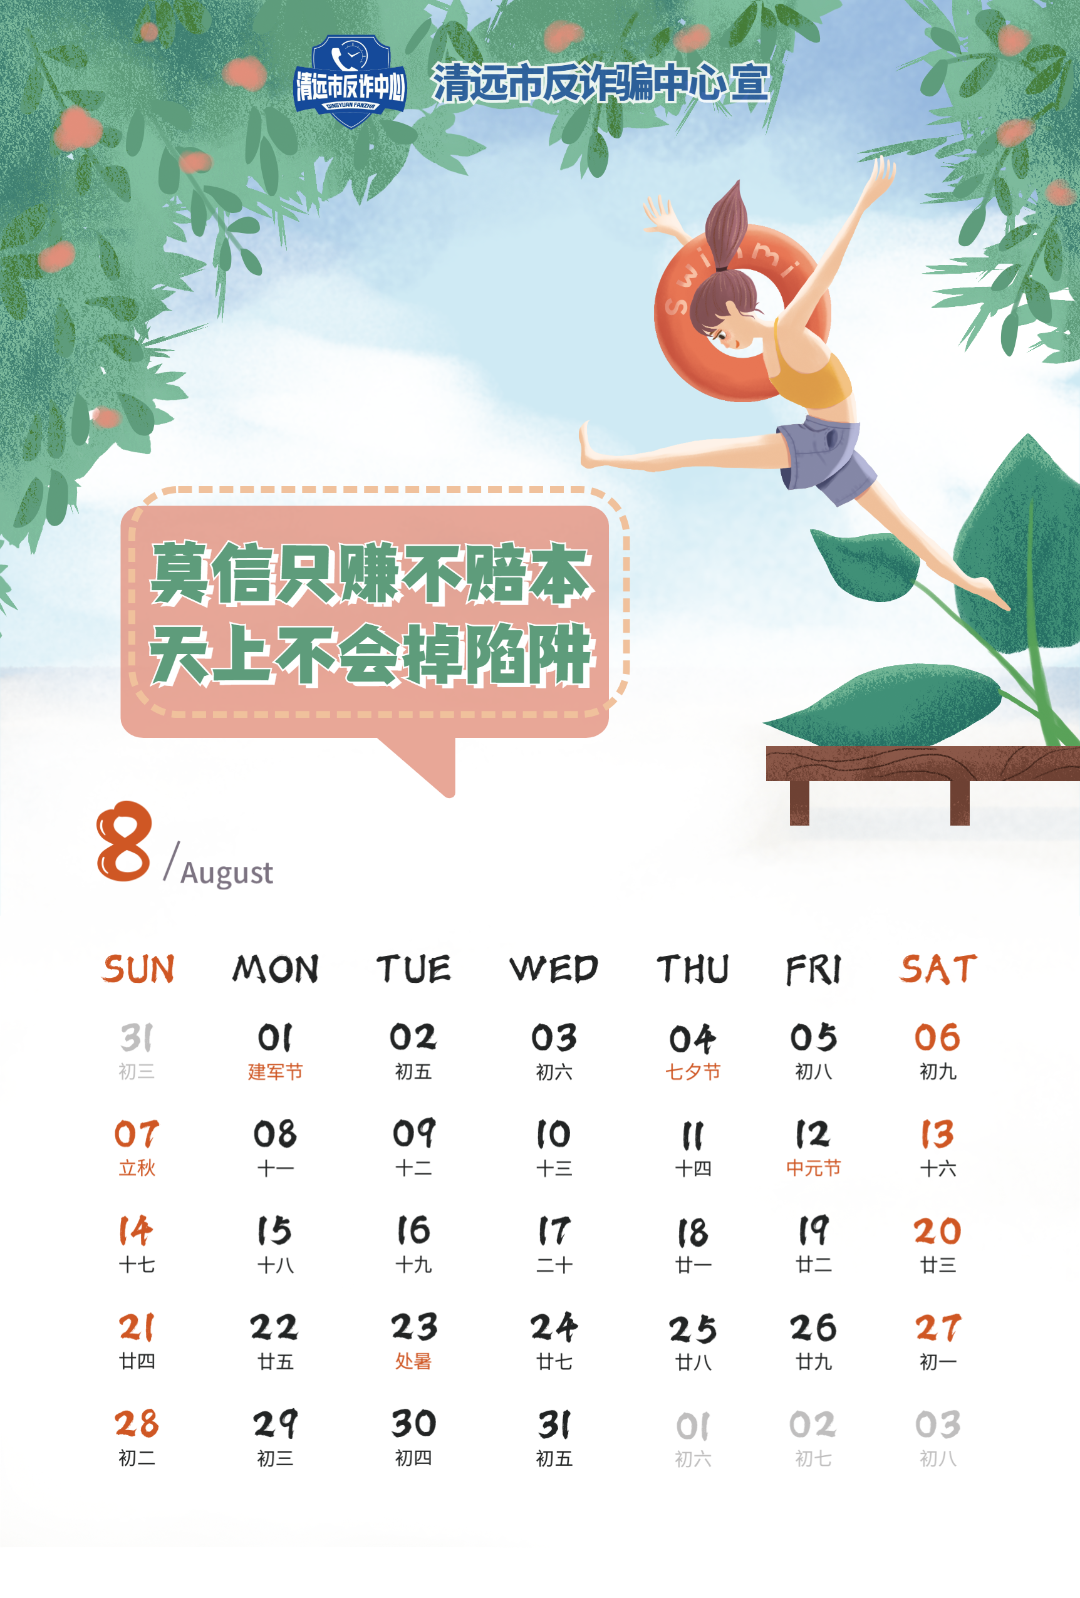 清远市反诈中心
QINGYUAN FANZHA
清远市反诈骗中心 宣
Swimmi
莫信只赚不赔本
天上不会掉陷阱
8/August
SUN MON TUE WED THU FRI SAT
31 01 02 03 04 05 06
初三 建军节 初五 初六 七夕节 初八 初九
07 08 09 10 11 12 13
立秋 十一 十二 十三 十四 中元节 十六
14 15 16 17 18 19 20
十七 十八 十九 二十 廿一 廿二 廿三
21 22 23 24 25 26 27
廿四 廿五 处暑 廿七 廿八 廿九 初一
28 29 30 31 01 02 03
初二 初三 初四 初五 初六 初七 初八